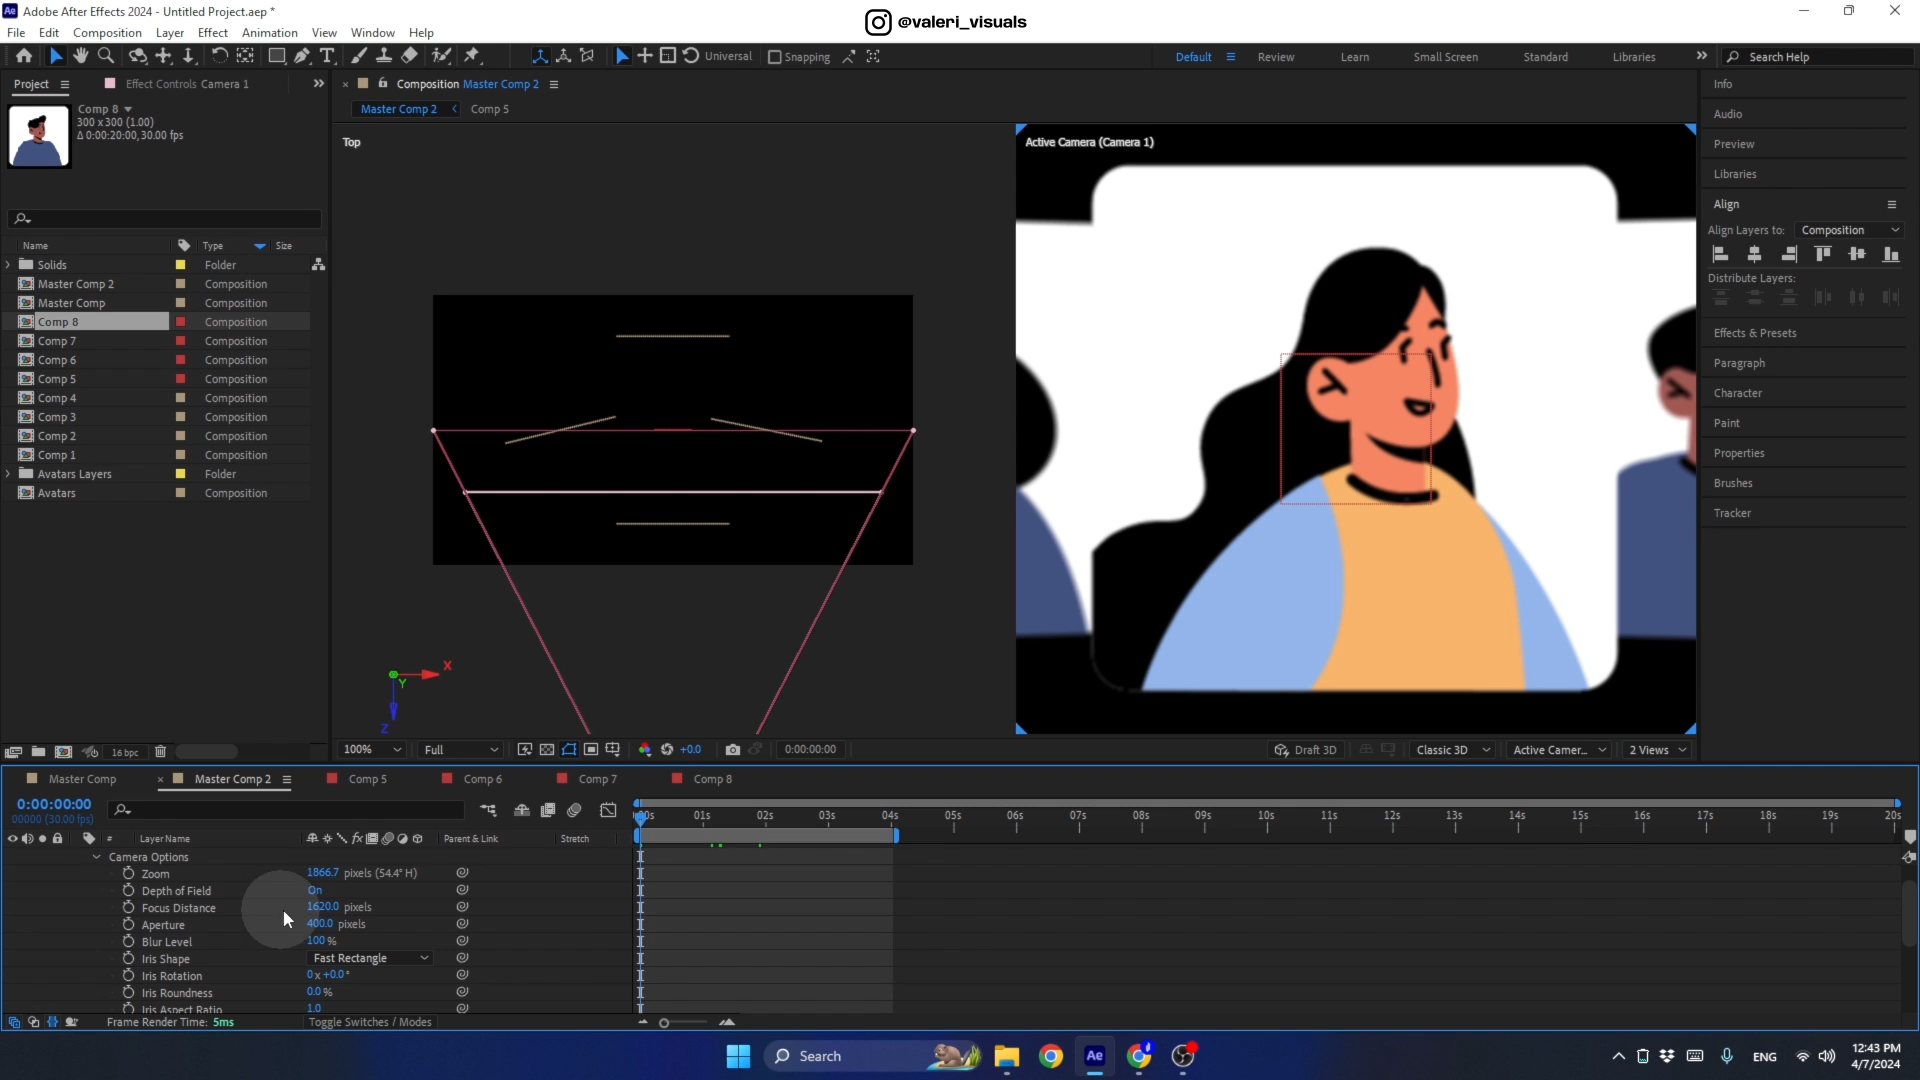 Adobe After Effects 2024 - Untitled Project.aep *
@valeri_visuals
File Edit Composition Layer Effect Animation View Window Help
Universal Snapping Default Review Learn Small Screen Standard Libraries Search Help
Project Effect Controls Camera 1
Composition Master Comp 2
Comp 8
300 x 300 (1.00)
Δ 0:00:20:00, 30.00 fps
Master Comp 2 Comp 5
Top
Active Camera (Camera 1)
Name Type Size
Solids Folder
Master Comp 2 Composition
Master Comp Composition
Comp 8 Composition
Comp 7 Composition
Comp 6 Composition
Comp 5 Composition
Comp 4 Composition
Comp 3 Composition
Comp 2 Composition
Comp 1 Composition
Avatars Layers Folder
Avatars Composition
X
Y
Z
Info
Audio
Preview
Libraries
Align
Align Layers to: Composition
Distribute Layers:
Effects & Presets
Paragraph
Character
Paint
Properties
Brushes
Tracker
16 bpc
100% Full +0.0 0:00:00:00 Draft 3D Classic 3D Active Camer... 2 Views
Master Comp Master Comp 2 Comp 5 Comp 6 Comp 7 Comp 8
0:00:00:00
00000 (30.00 fps)
01s 02s 03s 04s 05s 06s 07s 08s 09s 10s 11s 12s 13s 14s 15s 16s 17s 18s 19s 20s
# Layer Name Parent & Link Stretch
Camera Options
Zoom 1866.7 pixels (54.4° H)
Depth of Field On
Focus Distance 1620.0 pixels
Aperture 400.0 pixels
Blur Level 100 %
Iris Shape Fast Rectangle
Iris Rotation 0 x +0.0 °
Iris Roundness 0.0 %
Iris Aspect Ratio 1.0
Frame Render Time: 5ms Toggle Switches / Modes
Search
Ae
ENG
12:43 PM
4/7/2024